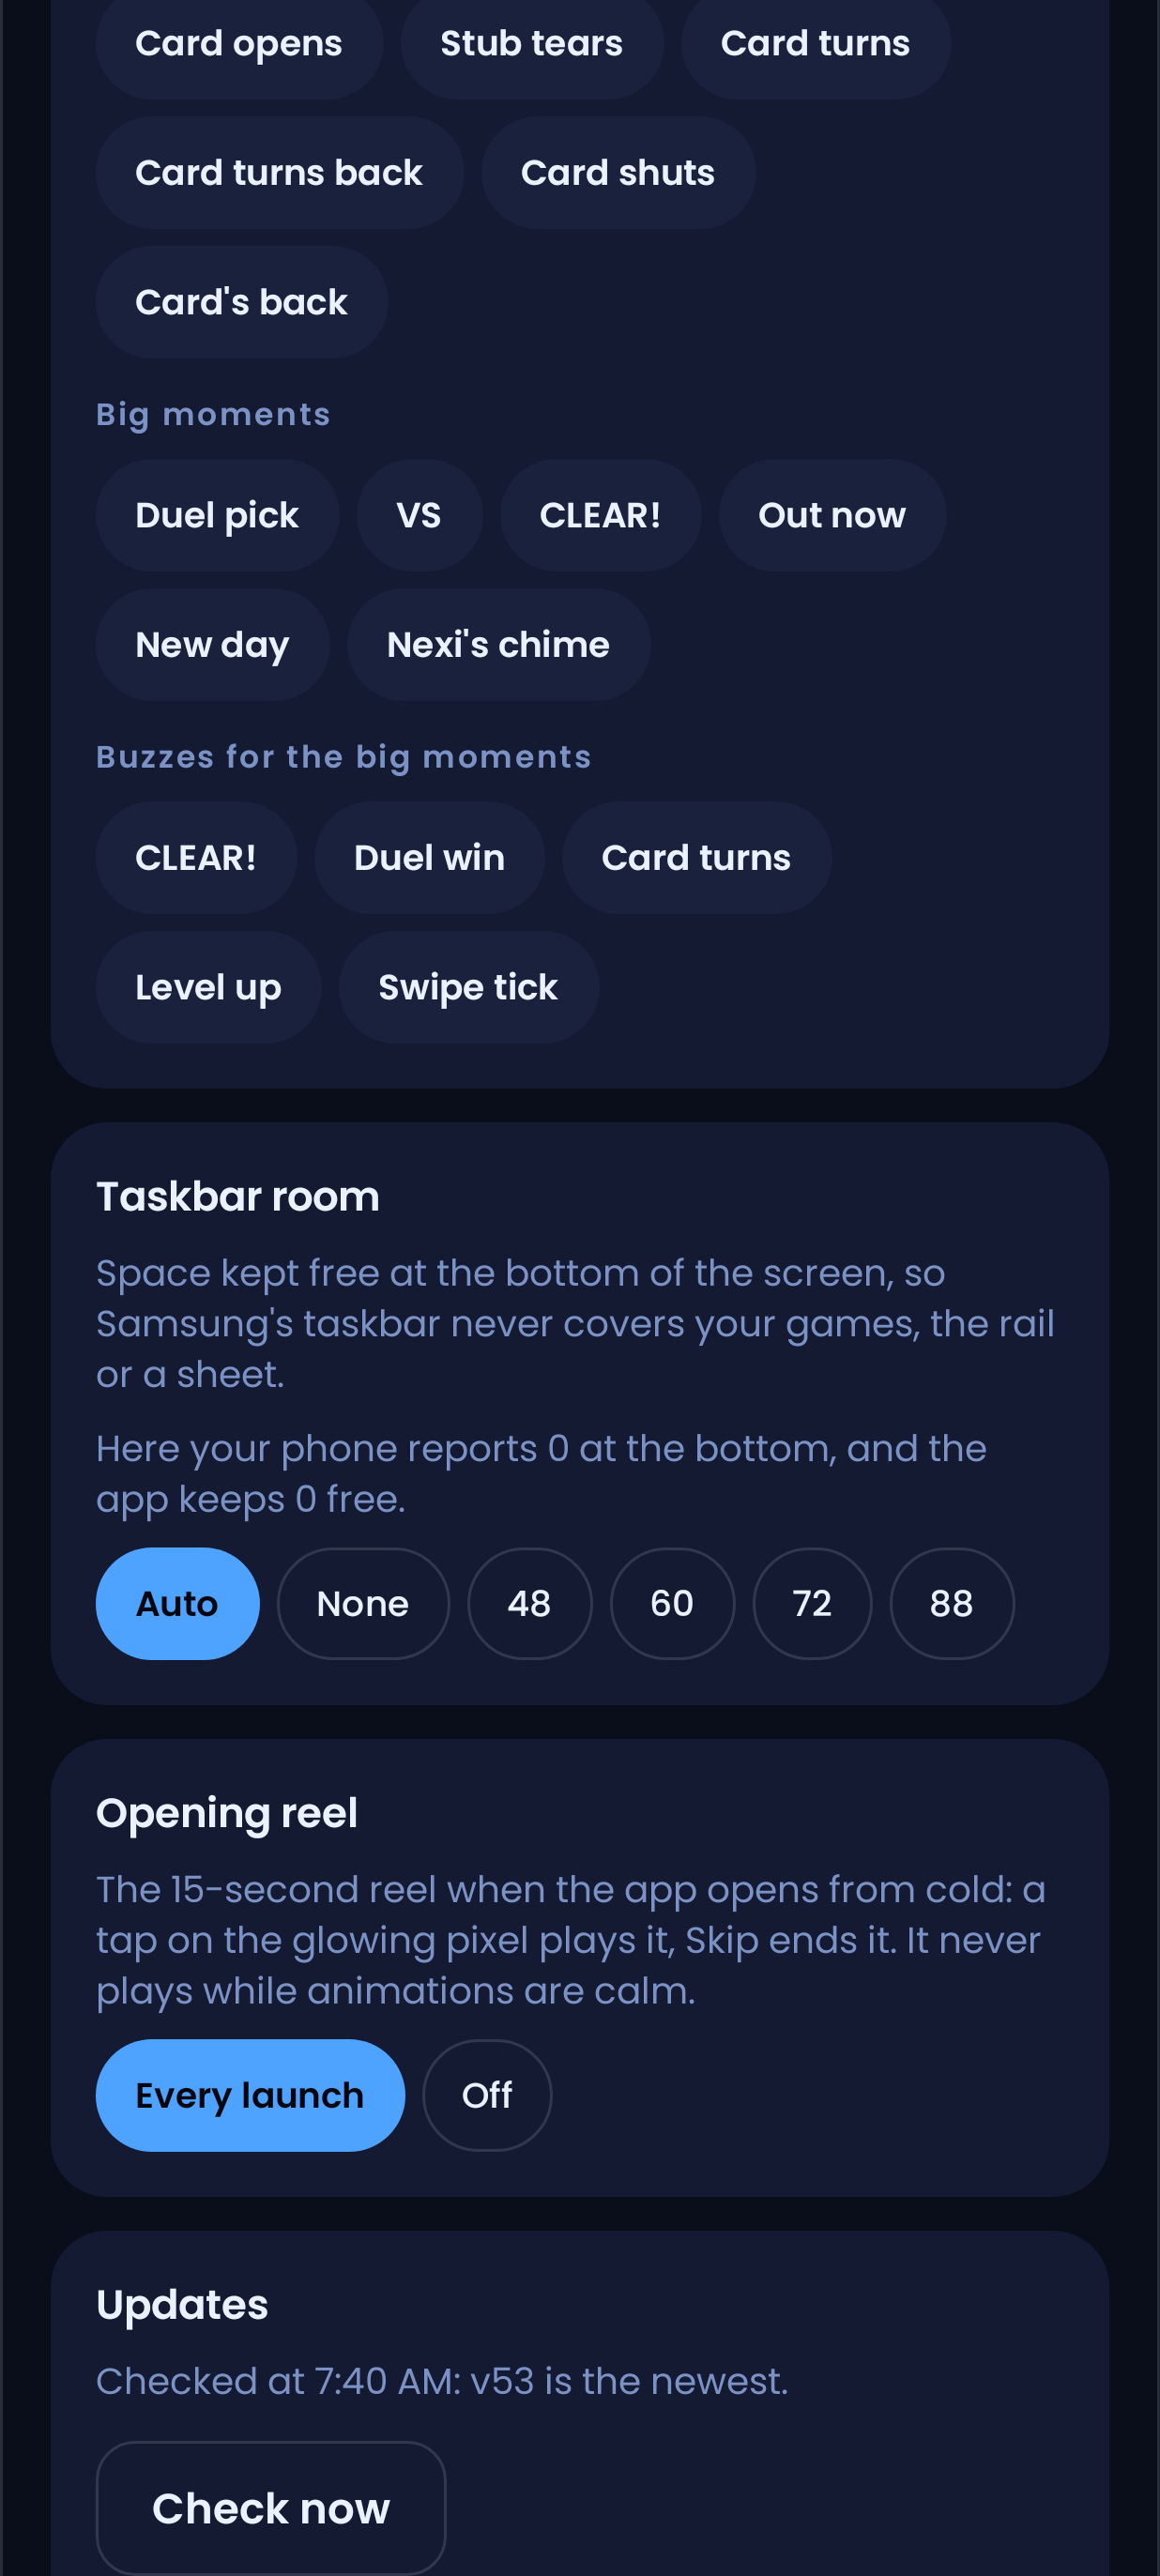 Card opens Stub tears Card turns
Card turns back Card shuts
Card's back
Big moments
Duel pick VS CLEAR! Out now
New day Nexi's chime
Buzzes for the big moments
CLEAR! Duel win Card turns
Level up Swipe tick
Taskbar room
Space kept free at the bottom of the screen, so
Samsung's taskbar never covers your games, the rail
or a sheet.
Here your phone reports 0 at the bottom, and the
app keeps 0 free.
Auto None 48 60 72 88
Opening reel
The 15-second reel when the app opens from cold: a
tap on the glowing pixel plays it, Skip ends it. It never
plays while animations are calm.
Every launch Off
Updates
Checked at 7:40 AM: v53 is the newest.
Check now